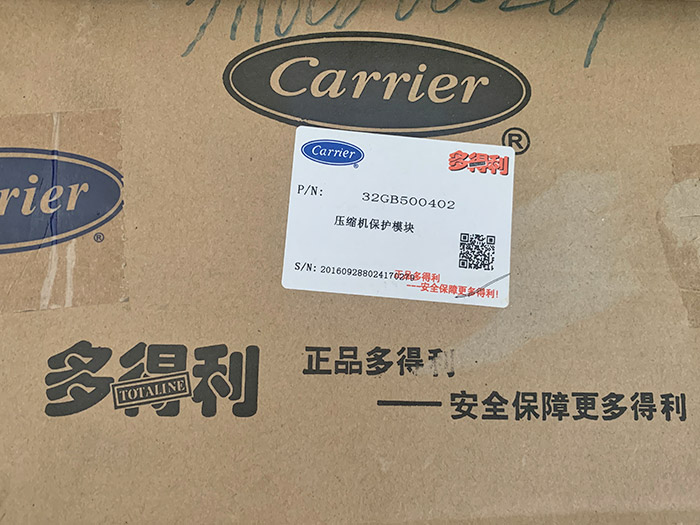 Carrier
®
rier
®
Carrier
®
多得利
P/N: 32GB500402
压缩机保护模块
S/N: 20160928802417027
正品多得利
----安全保障更多得利!
多得利
TOTALINE
正品多得利
——安全保障更多得利